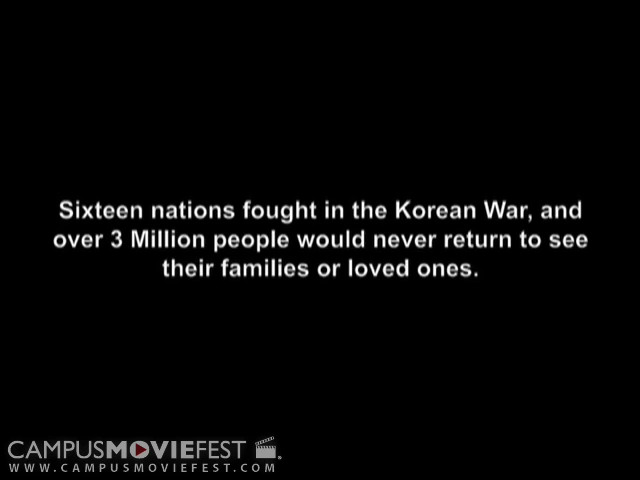 Sixteen nations fought in the Korean War, and
over 3 Million people would never return to see
their families or loved ones.
CAMPUSMOVIEFEST
WWW.CAMPUSMOVIEFEST.COM